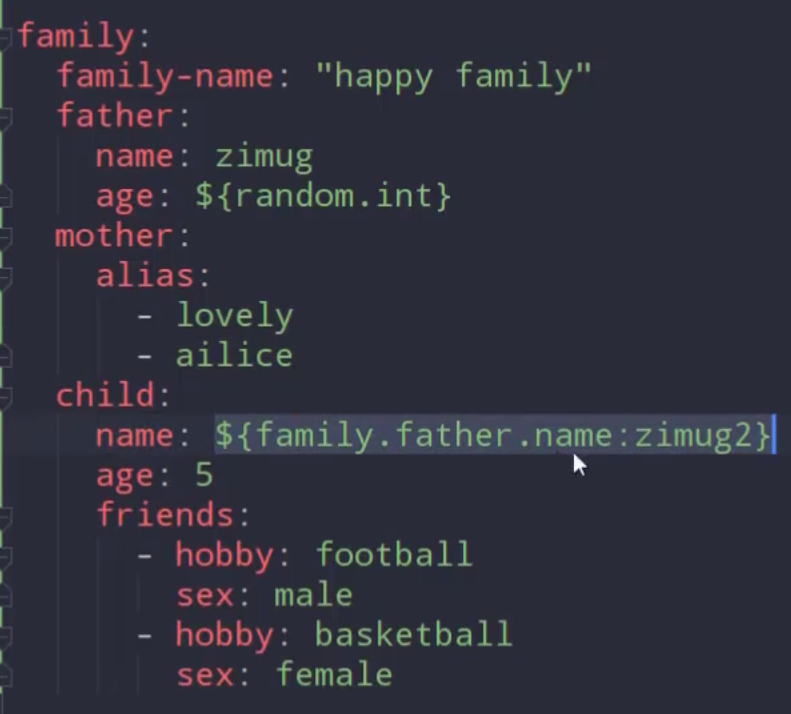 family:
  family-name: "happy family"
  father:
    name: zimug
    age: ${random.int}
  mother:
    alias:
      - lovely
      - ailice
  child:
    name: ${family.father.name:zimug2}
    age: 5
    friends:
      - hobby: football
        sex: male
      - hobby: basketball
        sex: female